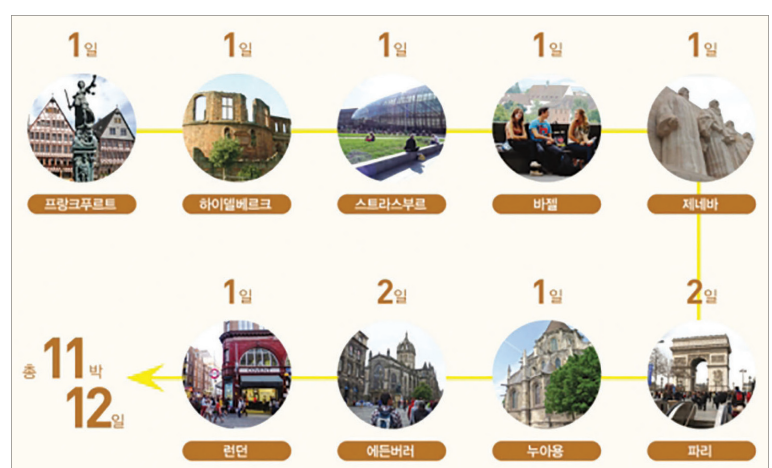 1일 1일 1일 1일 1일
프랑크푸르트 하이델베르크 스트라스부르 바젤 제네바
1일 2일 1일 2일
총 11박
12일
런던 에든버러 누아용 파리